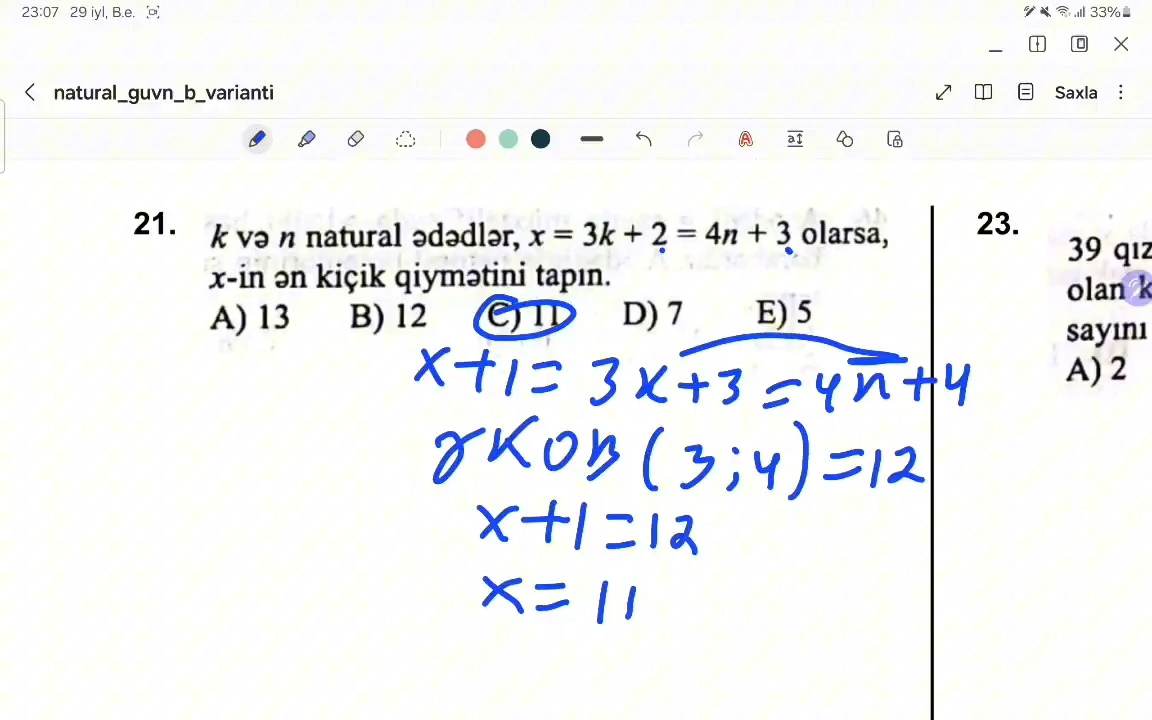 23:07 29 iyl, B.e. 33%
natural_guvn_b_varianti
Saxla
21. k və n natural ədədlər, x = 3k + 2 = 4n + 3 olarsa,
x-in ən kiçik qiymətini tapın.
A) 13 B) 12 C) 11 D) 7 E) 5
x+1= 3k+3=4n+4
ƏKOB(3;4)=12
x+1=12
x=11
23.
39 qız
olan k
sayını
A) 2